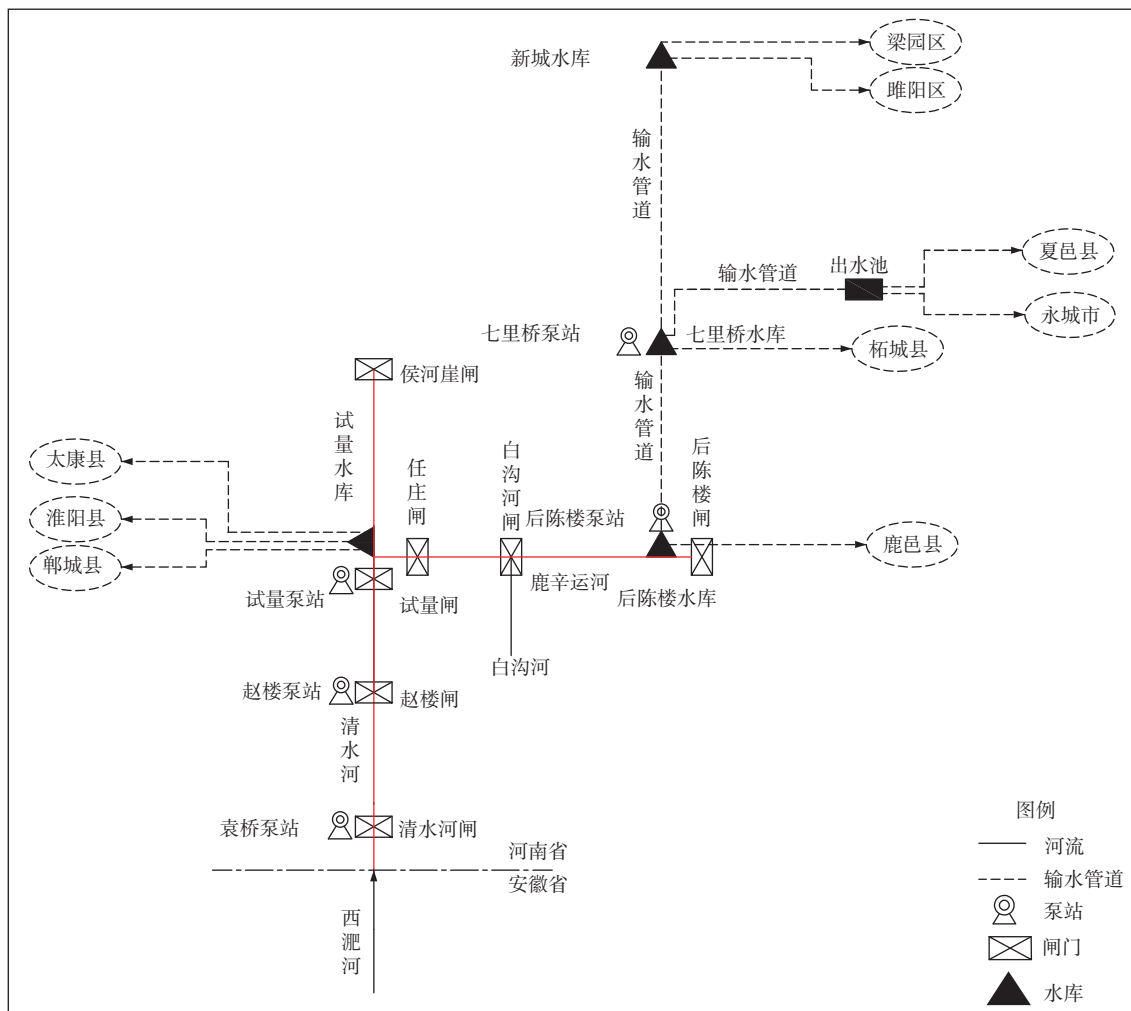 新城水库
梁园区
睢阳区
输水管道
夏邑县
出水池
输水管道
永城市
七里桥泵站
七里桥水库
柘城县
侯河崖闸
输水管道
试量水库
太康县
任庄闸
白沟河闸
后陈楼闸
淮阳县
后陈楼泵站
郸城县
鹿邑县
鹿辛运河
后陈楼水库
试量泵站
试量闸
白沟河
赵楼泵站
赵楼闸
清水河
袁桥泵站
清水河闸
河南省
安徽省
西淝河
图例
河流
输水管道
泵站
闸门
水库